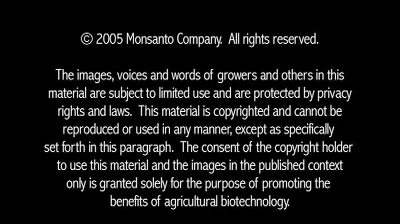 © 2005 Monsanto Company.  All rights reserved.
The images, voices and words of growers and others in this
material are subject to limited use and are protected by privacy
rights and laws.  This material is copyrighted and cannot be
reproduced or used in any manner, except as specifically
set forth in this paragraph.  The consent of the copyright holder
to use this material and the images in the published context
only is granted solely for the purpose of promoting the
benefits of agricultural biotechnology.